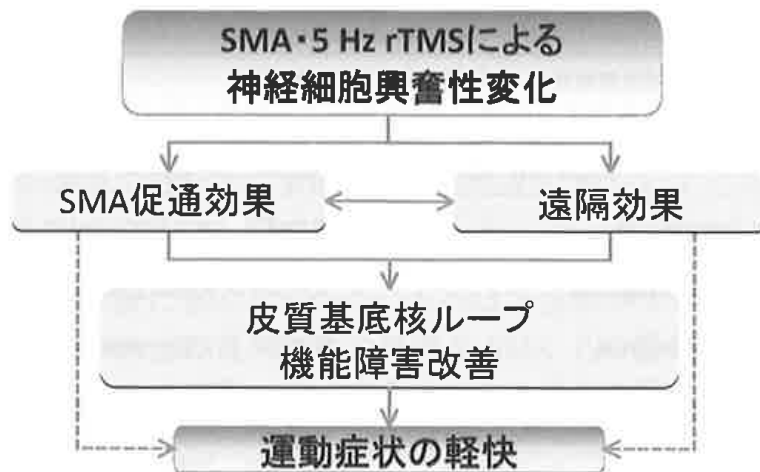 SMA・5 Hz rTMSによる
神経細胞興奮性変化
SMA促通効果
遠隔効果
皮質基底核ループ
機能障害改善
運動症状の軽快